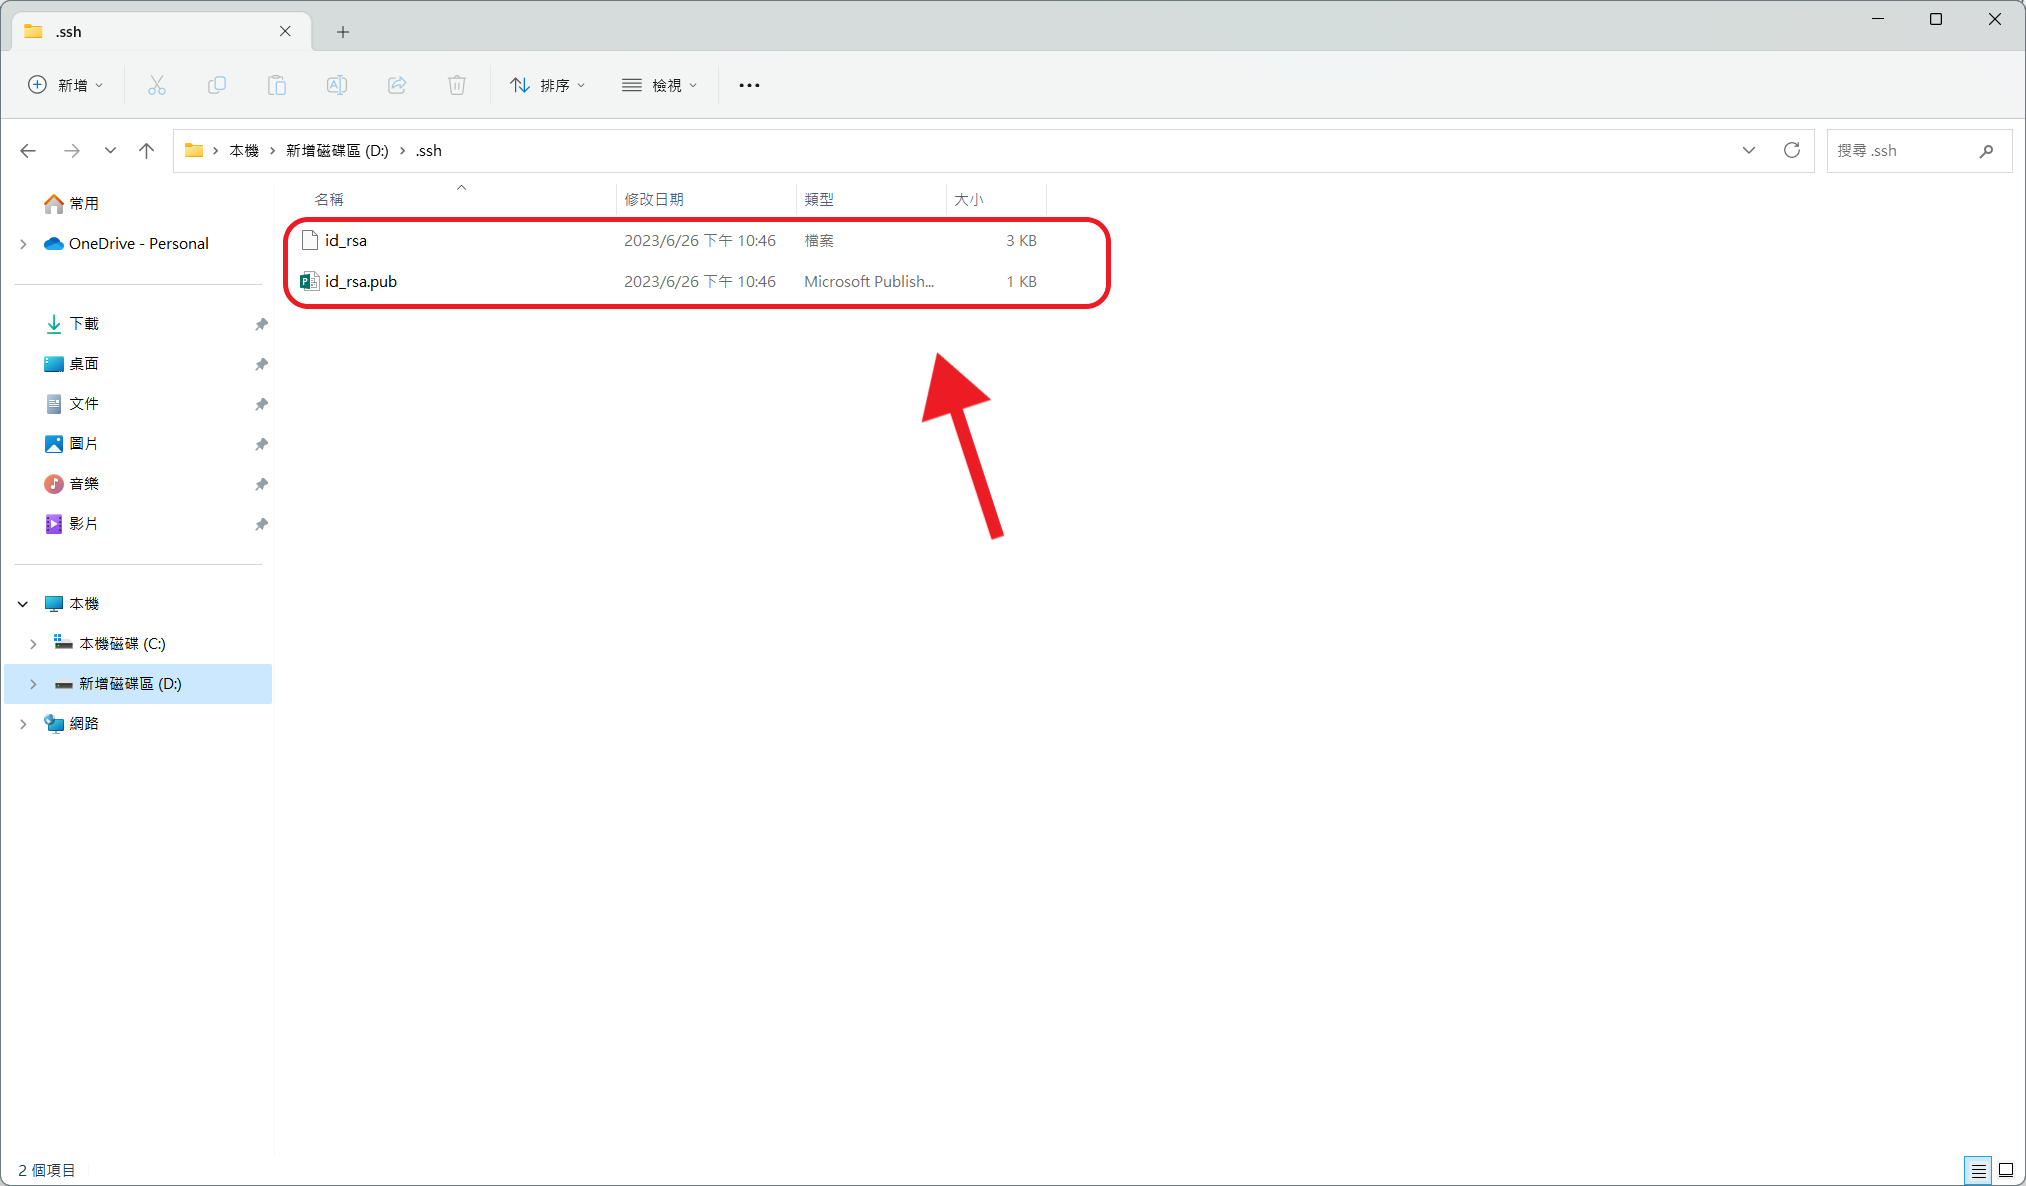 .ssh
新增
排序
檢視
本機 新增磁碟區 (D:) .ssh
搜尋 .ssh
名稱 修改日期 類型 大小
id_rsa 2023/6/26 下午 10:46 檔案 3 KB
id_rsa.pub 2023/6/26 下午 10:46 Microsoft Publish... 1 KB
常用
OneDrive - Personal
下載
桌面
文件
圖片
音樂
影片
本機
本機磁碟 (C:)
新增磁碟區 (D:)
網路
2 個項目